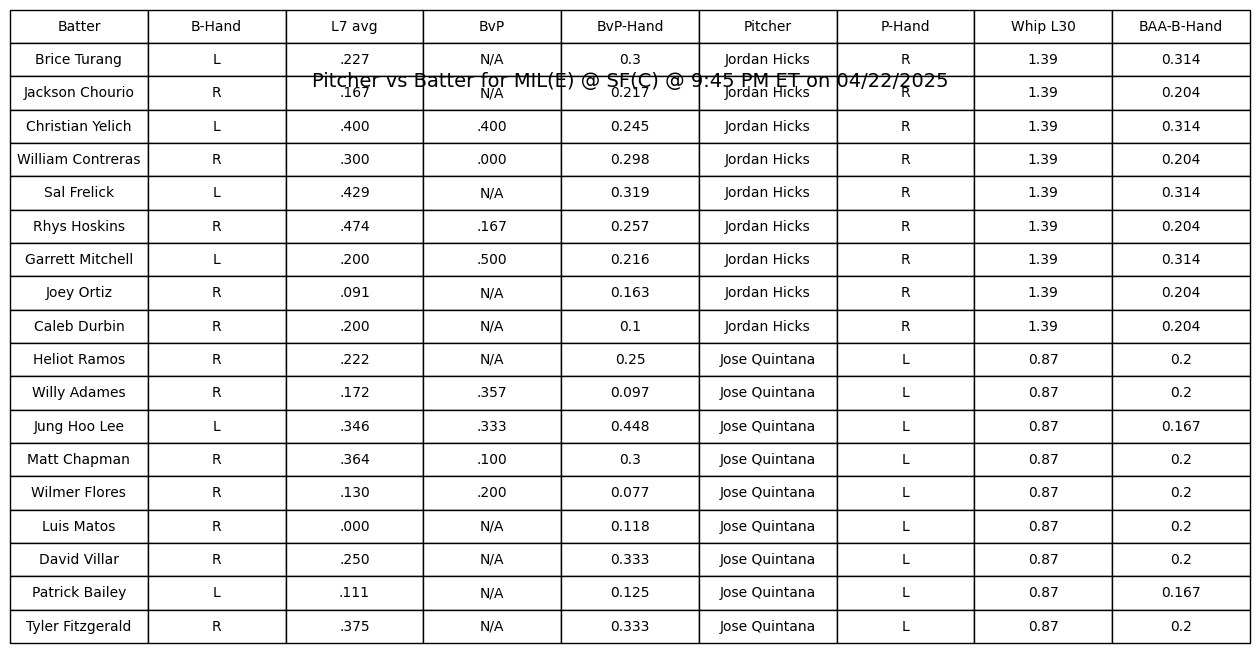 Batter B-Hand L7 avg BvP BvP-Hand Pitcher P-Hand Whip L30 BAA-B-Hand
Brice Turang L .227 N/A 0.3 Jordan Hicks R 1.39 0.314
Pitcher vs Batter for MIL(E) @ SF(C) @ 9:45 PM ET on 04/22/2025
Jackson Chourio R .167 N/A 0.217 Jordan Hicks R 1.39 0.204
Christian Yelich L .400 .400 0.245 Jordan Hicks R 1.39 0.314
William Contreras R .300 .000 0.298 Jordan Hicks R 1.39 0.204
Sal Frelick L .429 N/A 0.319 Jordan Hicks R 1.39 0.314
Rhys Hoskins R .474 .167 0.257 Jordan Hicks R 1.39 0.204
Garrett Mitchell L .200 .500 0.216 Jordan Hicks R 1.39 0.314
Joey Ortiz R .091 N/A 0.163 Jordan Hicks R 1.39 0.204
Caleb Durbin R .200 N/A 0.1 Jordan Hicks R 1.39 0.204
Heliot Ramos R .222 N/A 0.25 Jose Quintana L 0.87 0.2
Willy Adames R .172 .357 0.097 Jose Quintana L 0.87 0.2
Jung Hoo Lee L .346 .333 0.448 Jose Quintana L 0.87 0.167
Matt Chapman R .364 .100 0.3 Jose Quintana L 0.87 0.2
Wilmer Flores R .130 .200 0.077 Jose Quintana L 0.87 0.2
Luis Matos R .000 N/A 0.118 Jose Quintana L 0.87 0.2
David Villar R .250 N/A 0.333 Jose Quintana L 0.87 0.2
Patrick Bailey L .111 N/A 0.125 Jose Quintana L 0.87 0.167
Tyler Fitzgerald R .375 N/A 0.333 Jose Quintana L 0.87 0.2